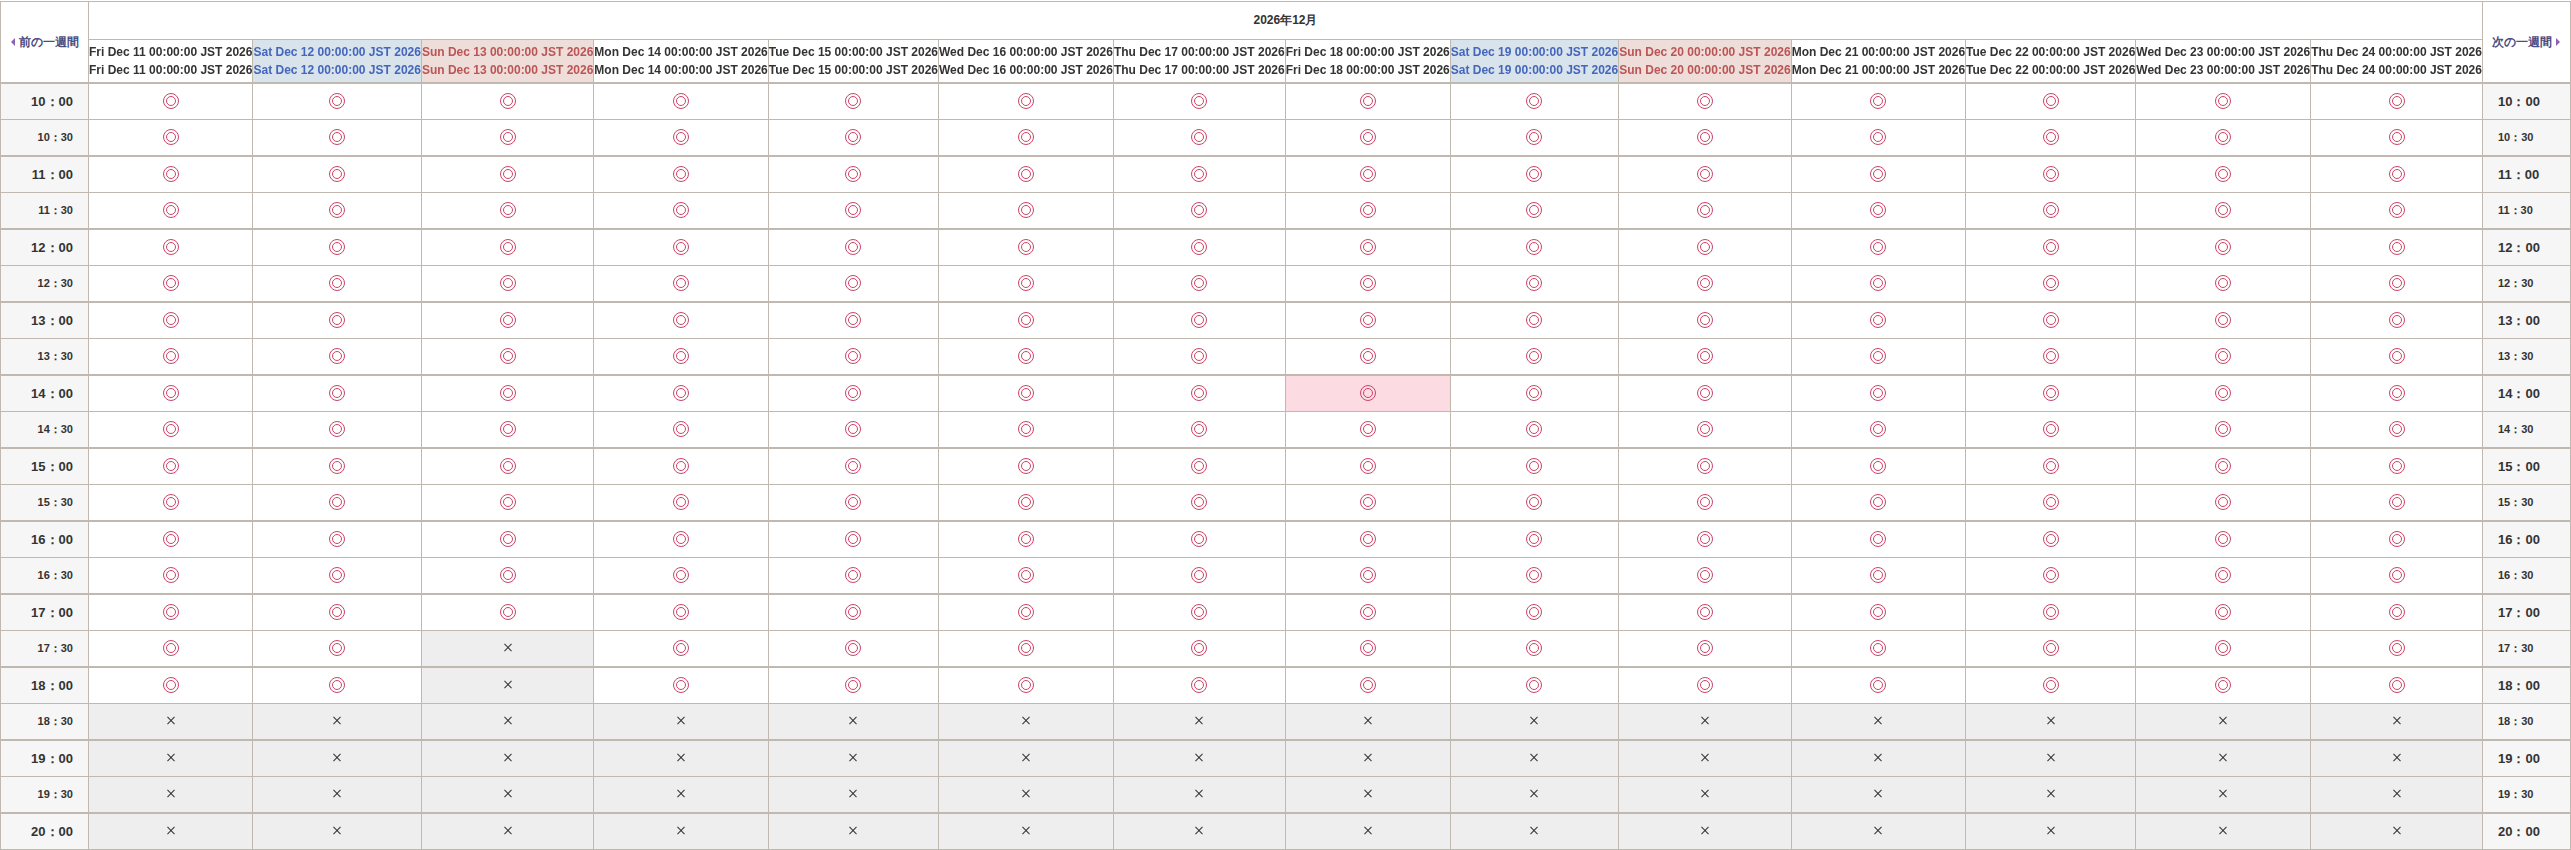 2026年12月
前の一週間
Fri Dec 11 00:00:00 JST 2026 Sat Dec 12 00:00:00 JST 2026 Sun Dec 13 00:00:00 JST 2026 Mon Dec 14 00:00:00 JST 2026 Tue Dec 15 00:00:00 JST 2026 Wed Dec 16 00:00:00 JST 2026 Thu Dec 17 00:00:00 JST 2026 Fri Dec 18 00:00:00 JST 2026 Sat Dec 19 00:00:00 JST 2026 Sun Dec 20 00:00:00 JST 2026 Mon Dec 21 00:00:00 JST 2026 Tue Dec 22 00:00:00 JST 2026 Wed Dec 23 00:00:00 JST 2026 Thu Dec 24 00:00:00 JST 2026
Fri Dec 11 00:00:00 JST 2026 Sat Dec 12 00:00:00 JST 2026 Sun Dec 13 00:00:00 JST 2026 Mon Dec 14 00:00:00 JST 2026 Tue Dec 15 00:00:00 JST 2026 Wed Dec 16 00:00:00 JST 2026 Thu Dec 17 00:00:00 JST 2026 Fri Dec 18 00:00:00 JST 2026 Sat Dec 19 00:00:00 JST 2026 Sun Dec 20 00:00:00 JST 2026 Mon Dec 21 00:00:00 JST 2026 Tue Dec 22 00:00:00 JST 2026 Wed Dec 23 00:00:00 JST 2026 Thu Dec 24 00:00:00 JST 2026
次の一週間
10：00 ◎ ◎ ◎ ◎ ◎ ◎ ◎ ◎ ◎ ◎ ◎ ◎ ◎ ◎ 10：00
10：30 ◎ ◎ ◎ ◎ ◎ ◎ ◎ ◎ ◎ ◎ ◎ ◎ ◎ ◎ 10：30
11：00 ◎ ◎ ◎ ◎ ◎ ◎ ◎ ◎ ◎ ◎ ◎ ◎ ◎ ◎ 11：00
11：30 ◎ ◎ ◎ ◎ ◎ ◎ ◎ ◎ ◎ ◎ ◎ ◎ ◎ ◎ 11：30
12：00 ◎ ◎ ◎ ◎ ◎ ◎ ◎ ◎ ◎ ◎ ◎ ◎ ◎ ◎ 12：00
12：30 ◎ ◎ ◎ ◎ ◎ ◎ ◎ ◎ ◎ ◎ ◎ ◎ ◎ ◎ 12：30
13：00 ◎ ◎ ◎ ◎ ◎ ◎ ◎ ◎ ◎ ◎ ◎ ◎ ◎ ◎ 13：00
13：30 ◎ ◎ ◎ ◎ ◎ ◎ ◎ ◎ ◎ ◎ ◎ ◎ ◎ ◎ 13：30
14：00 ◎ ◎ ◎ ◎ ◎ ◎ ◎ ◎ ◎ ◎ ◎ ◎ ◎ ◎ 14：00
14：30 ◎ ◎ ◎ ◎ ◎ ◎ ◎ ◎ ◎ ◎ ◎ ◎ ◎ ◎ 14：30
15：00 ◎ ◎ ◎ ◎ ◎ ◎ ◎ ◎ ◎ ◎ ◎ ◎ ◎ ◎ 15：00
15：30 ◎ ◎ ◎ ◎ ◎ ◎ ◎ ◎ ◎ ◎ ◎ ◎ ◎ ◎ 15：30
16：00 ◎ ◎ ◎ ◎ ◎ ◎ ◎ ◎ ◎ ◎ ◎ ◎ ◎ ◎ 16：00
16：30 ◎ ◎ ◎ ◎ ◎ ◎ ◎ ◎ ◎ ◎ ◎ ◎ ◎ ◎ 16：30
17：00 ◎ ◎ ◎ ◎ ◎ ◎ ◎ ◎ ◎ ◎ ◎ ◎ ◎ ◎ 17：00
17：30 ◎ ◎ × ◎ ◎ ◎ ◎ ◎ ◎ ◎ ◎ ◎ ◎ ◎ 17：30
18：00 ◎ ◎ × ◎ ◎ ◎ ◎ ◎ ◎ ◎ ◎ ◎ ◎ ◎ 18：00
18：30 × × × × × × × × × × × × × × 18：30
19：00 × × × × × × × × × × × × × × 19：00
19：30 × × × × × × × × × × × × × × 19：30
20：00 × × × × × × × × × × × × × × 20：00